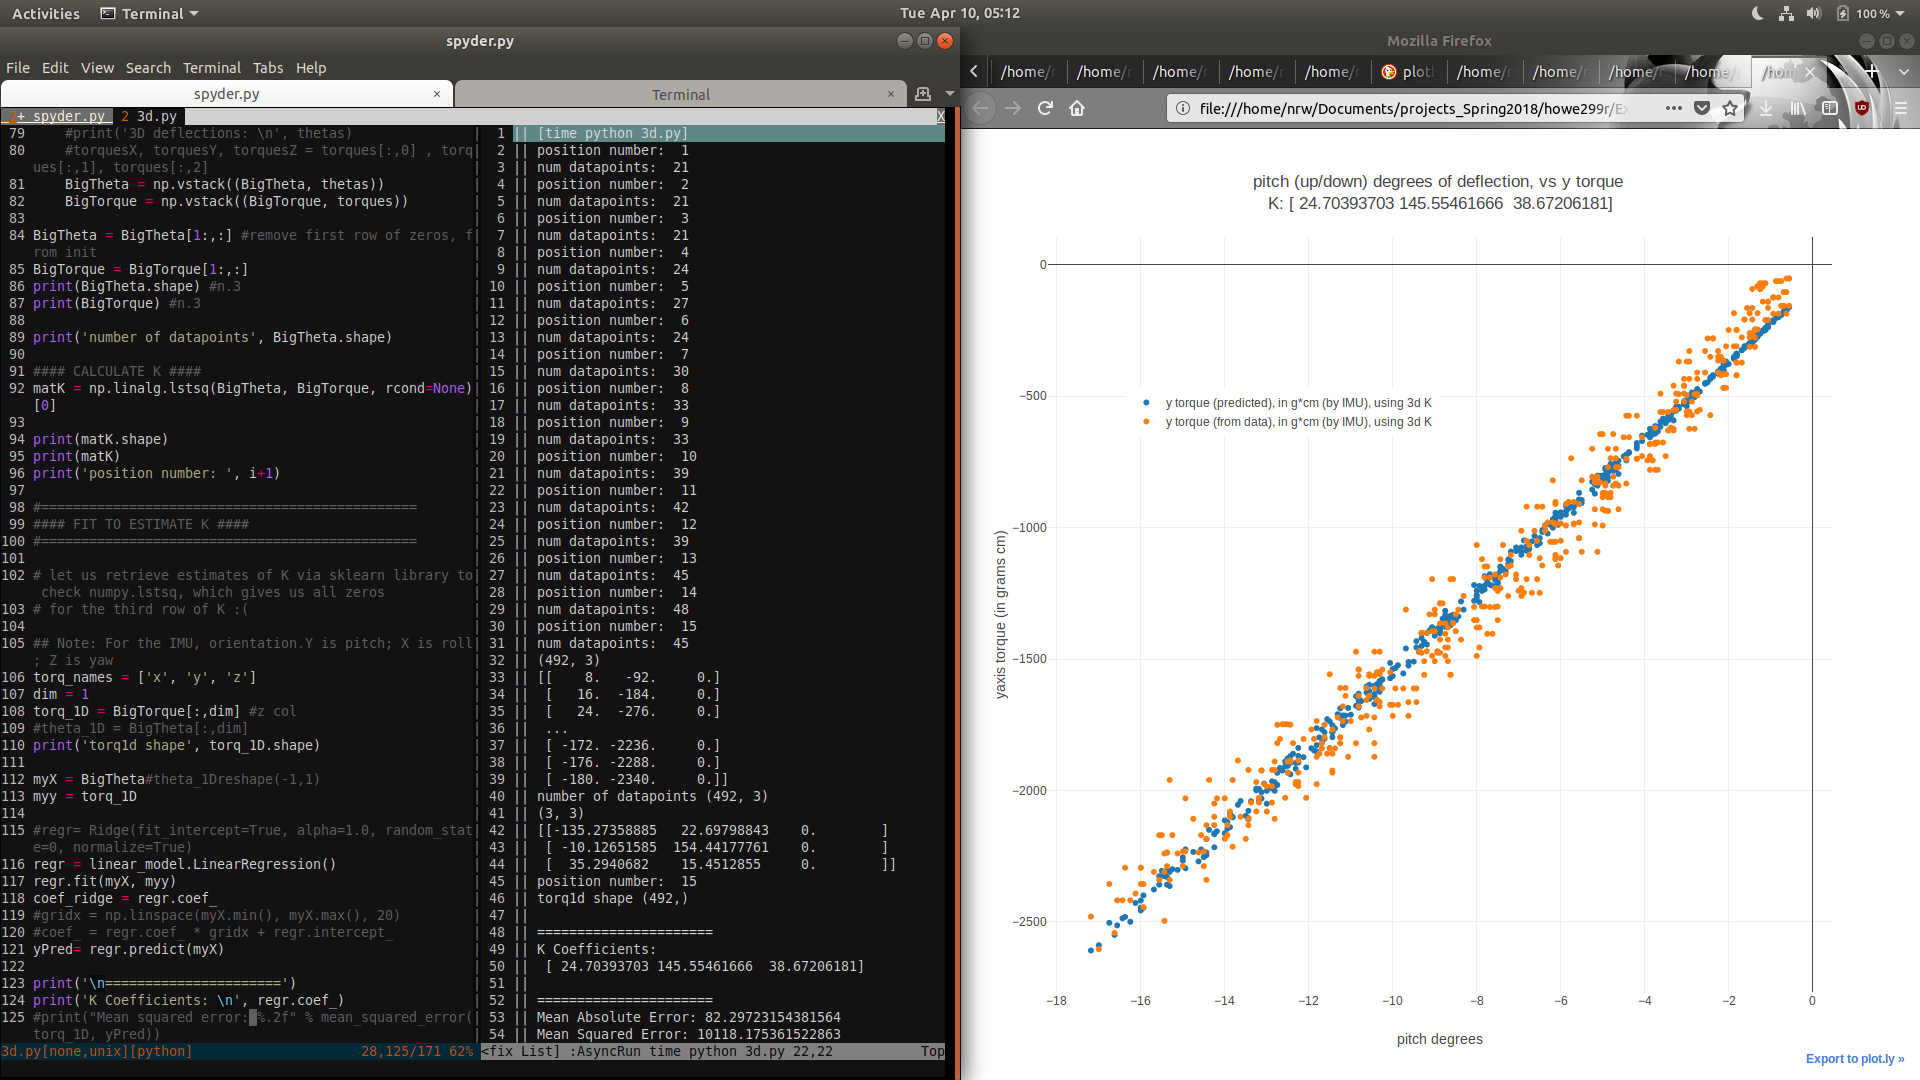 Activities
Terminal
Tue Apr 10, 05:12
100 %
spyder.py
File Edit View Search Terminal Tabs Help
spyder.py ×
Terminal ×
+ spyder.py 2 3d.py X
79 #print('3D deflections: \n', thetas)
80 #torquesX, torquesY, torquesZ = torques[:,0] , torq
ues[:,1], torques[:,2]
81 BigTheta = np.vstack((BigTheta, thetas))
82 BigTorque = np.vstack((BigTorque, torques))
83
84 BigTheta = BigTheta[1:,:] #remove first row of zeros, f
rom init
85 BigTorque = BigTorque[1:,:]
86 print(BigTheta.shape) #n.3
87 print(BigTorque) #n.3
88
89 print('number of datapoints', BigTheta.shape)
90
91 #### CALCULATE K ####
92 matK = np.linalg.lstsq(BigTheta, BigTorque, rcond=None)
[0]
93
94 print(matK.shape)
95 print(matK)
96 print('position number: ', i+1)
97
98 #===============================================
99 #### FIT TO ESTIMATE K ####
100 #===============================================
101
102 # let us retrieve estimates of K via sklearn library to
check numpy.lstsq, which gives us all zeros
103 # for the third row of K :(
104
105 ## Note: For the IMU, orientation.Y is pitch; X is roll
; Z is yaw
106 torq_names = ['x', 'y', 'z']
107 dim = 1
108 torq_1D = BigTorque[:,dim] #z col
109 #theta_1D = BigTheta[:,dim]
110 print('torq1d shape', torq_1D.shape)
111
112 myX = BigTheta#theta_1Dreshape(-1,1)
113 myy = torq_1D
114
115 #regr= Ridge(fit_intercept=True, alpha=1.0, random_stat
e=0, normalize=True)
116 regr = linear_model.LinearRegression()
117 regr.fit(myX, myy)
118 coef_ridge = regr.coef_
119 #gridx = np.linspace(myX.min(), myX.max(), 20)
120 #coef_ = regr.coef_ * gridx + regr.intercept_
121 yPred= regr.predict(myX)
122
123 print('\n======================')
124 print('K Coefficients: \n', regr.coef_)
125 #print("Mean squared error: %.2f" % mean_squared_error(
torq_1D, yPred))
3d.py[none,unix][python] 28,125/171 62%
1 || [time python 3d.py]
2 || position number: 1
3 || num datapoints: 21
4 || position number: 2
5 || num datapoints: 21
6 || position number: 3
7 || num datapoints: 21
8 || position number: 4
9 || num datapoints: 24
10 || position number: 5
11 || num datapoints: 27
12 || position number: 6
13 || num datapoints: 24
14 || position number: 7
15 || num datapoints: 30
16 || position number: 8
17 || num datapoints: 33
18 || position number: 9
19 || num datapoints: 33
20 || position number: 10
21 || num datapoints: 39
22 || position number: 11
23 || num datapoints: 42
24 || position number: 12
25 || num datapoints: 39
26 || position number: 13
27 || num datapoints: 45
28 || position number: 14
29 || num datapoints: 48
30 || position number: 15
31 || num datapoints: 45
32 || (492, 3)
33 || [[ 8. -92. 0.]
34 || [ 16. -184. 0.]
35 || [ 24. -276. 0.]
36 || ...
37 || [ -172. -2236. 0.]
38 || [ -176. -2288. 0.]
39 || [ -180. -2340. 0.]]
40 || number of datapoints (492, 3)
41 || (3, 3)
42 || [[-135.27358885 22.69798843 0. ]
43 || [ -10.12651585 154.44177761 0. ]
44 || [ 35.2940682 15.4512855 0. ]]
45 || position number: 15
46 || torq1d shape (492,)
47 ||
48 || ======================
49 || K Coefficients:
50 || [ 24.70393703 145.55461666 38.67206181]
51 ||
52 || ======================
53 || Mean Absolute Error: 82.29723154381564
54 || Mean Squared Error: 10118.175361522863
<fix List] :AsyncRun time python 3d.py 22,22 Top
Mozilla Firefox
/home/r /home/r /home/r /home/r /home/r plotl /home/r /home/r /home/r /home/r /hom
file:///home/nrw/Documents/projects_Spring2018/howe299r/Ex
pitch (up/down) degrees of deflection, vs y torque
K: [ 24.70393703 145.55461666 38.67206181]
y torque (predicted), in g*cm (by IMU), using 3d K
y torque (from data), in g*cm (by IMU), using 3d K
yaxis torque (in grams cm)
0
−500
−1000
−1500
−2000
−2500
−18 −16 −14 −12 −10 −8 −6 −4 −2 0
pitch degrees
Export to plot.ly »